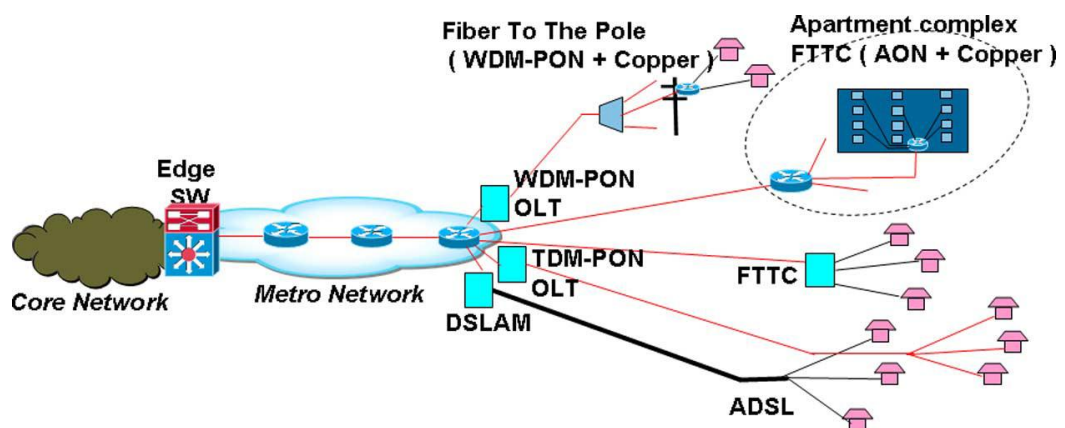 Fiber To The Pole
( WDM-PON + Copper )
Apartment complex
FTTC ( AON + Copper )
Edge
SW
WDM-PON
OLT
TDM-PON
OLT
FTTC
Core Network
Metro Network
DSLAM
ADSL